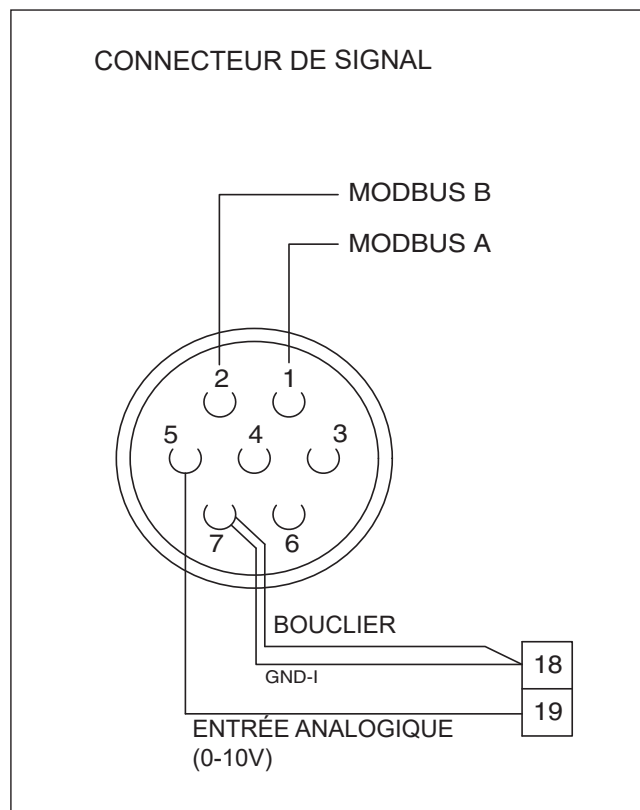 CONNECTEUR DE SIGNAL
MODBUS B
MODBUS A
2 1
5 4 3
7 6
BOUCLIER
18
GND-I
19
ENTRÉE ANALOGIQUE
(0-10V)